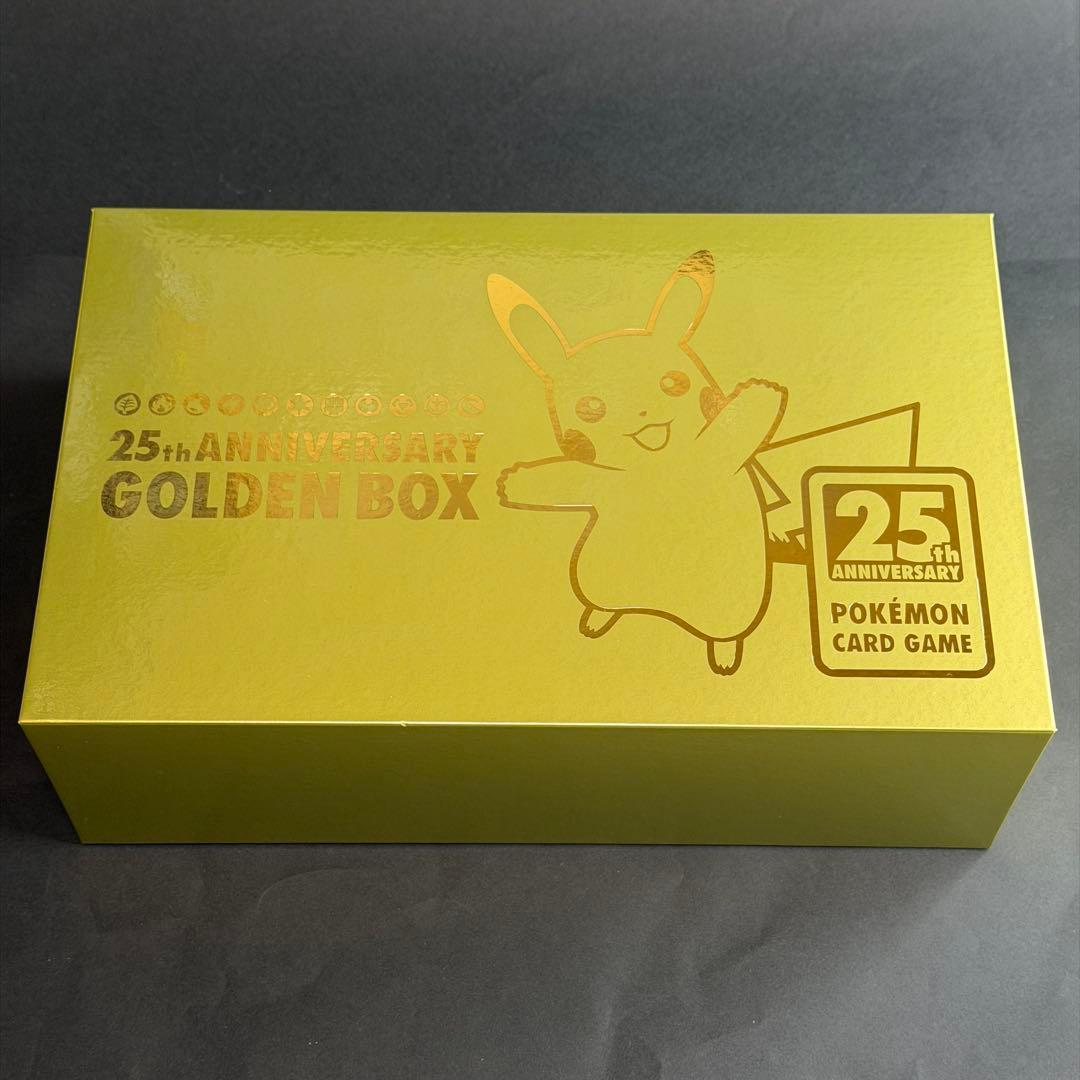 25th ANNIVERSARY
GOLDEN BOX
25th
ANNIVERSARY
POKÉMON
CARD GAME